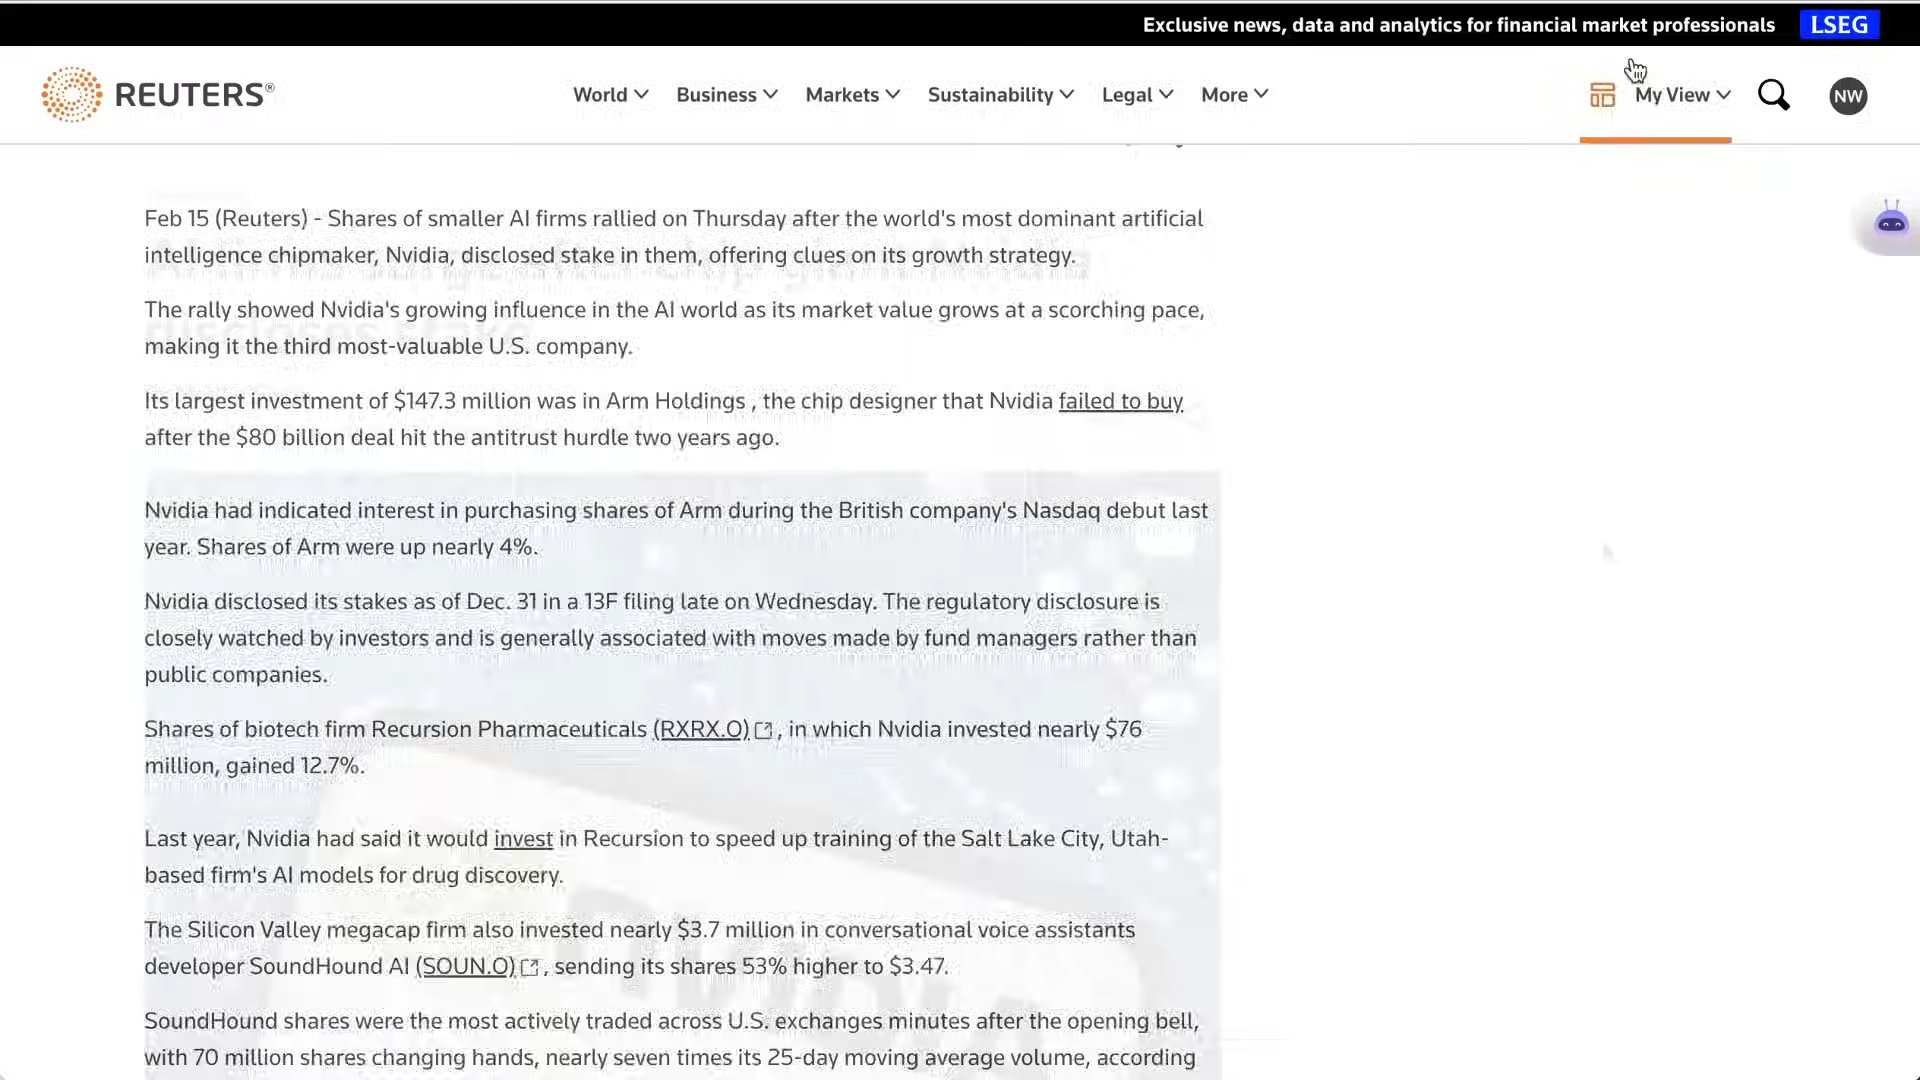 Exclusive news, data and analytics for financial market professionals LSEG
REUTERS®
World Business Markets Sustainability Legal More My View NW
Feb 15 (Reuters) - Shares of smaller AI firms rallied on Thursday after the world's most dominant artificial
intelligence chipmaker, Nvidia, disclosed stake in them, offering clues on its growth strategy.
The rally showed Nvidia's growing influence in the AI world as its market value grows at a scorching pace,
making it the third most-valuable U.S. company.
Its largest investment of $147.3 million was in Arm Holdings , the chip designer that Nvidia failed to buy
after the $80 billion deal hit the antitrust hurdle two years ago.
Nvidia had indicated interest in purchasing shares of Arm during the British company's Nasdaq debut last
year. Shares of Arm were up nearly 4%.
Nvidia disclosed its stakes as of Dec. 31 in a 13F filing late on Wednesday. The regulatory disclosure is
closely watched by investors and is generally associated with moves made by fund managers rather than
public companies.
Shares of biotech firm Recursion Pharmaceuticals (RXRX.O) , in which Nvidia invested nearly $76
million, gained 12.7%.
Last year, Nvidia had said it would invest in Recursion to speed up training of the Salt Lake City, Utah-
based firm's AI models for drug discovery.
The Silicon Valley megacap firm also invested nearly $3.7 million in conversational voice assistants
developer SoundHound AI (SOUN.O) , sending its shares 53% higher to $3.47.
SoundHound shares were the most actively traded across U.S. exchanges minutes after the opening bell,
with 70 million shares changing hands, nearly seven times its 25-day moving average volume, according